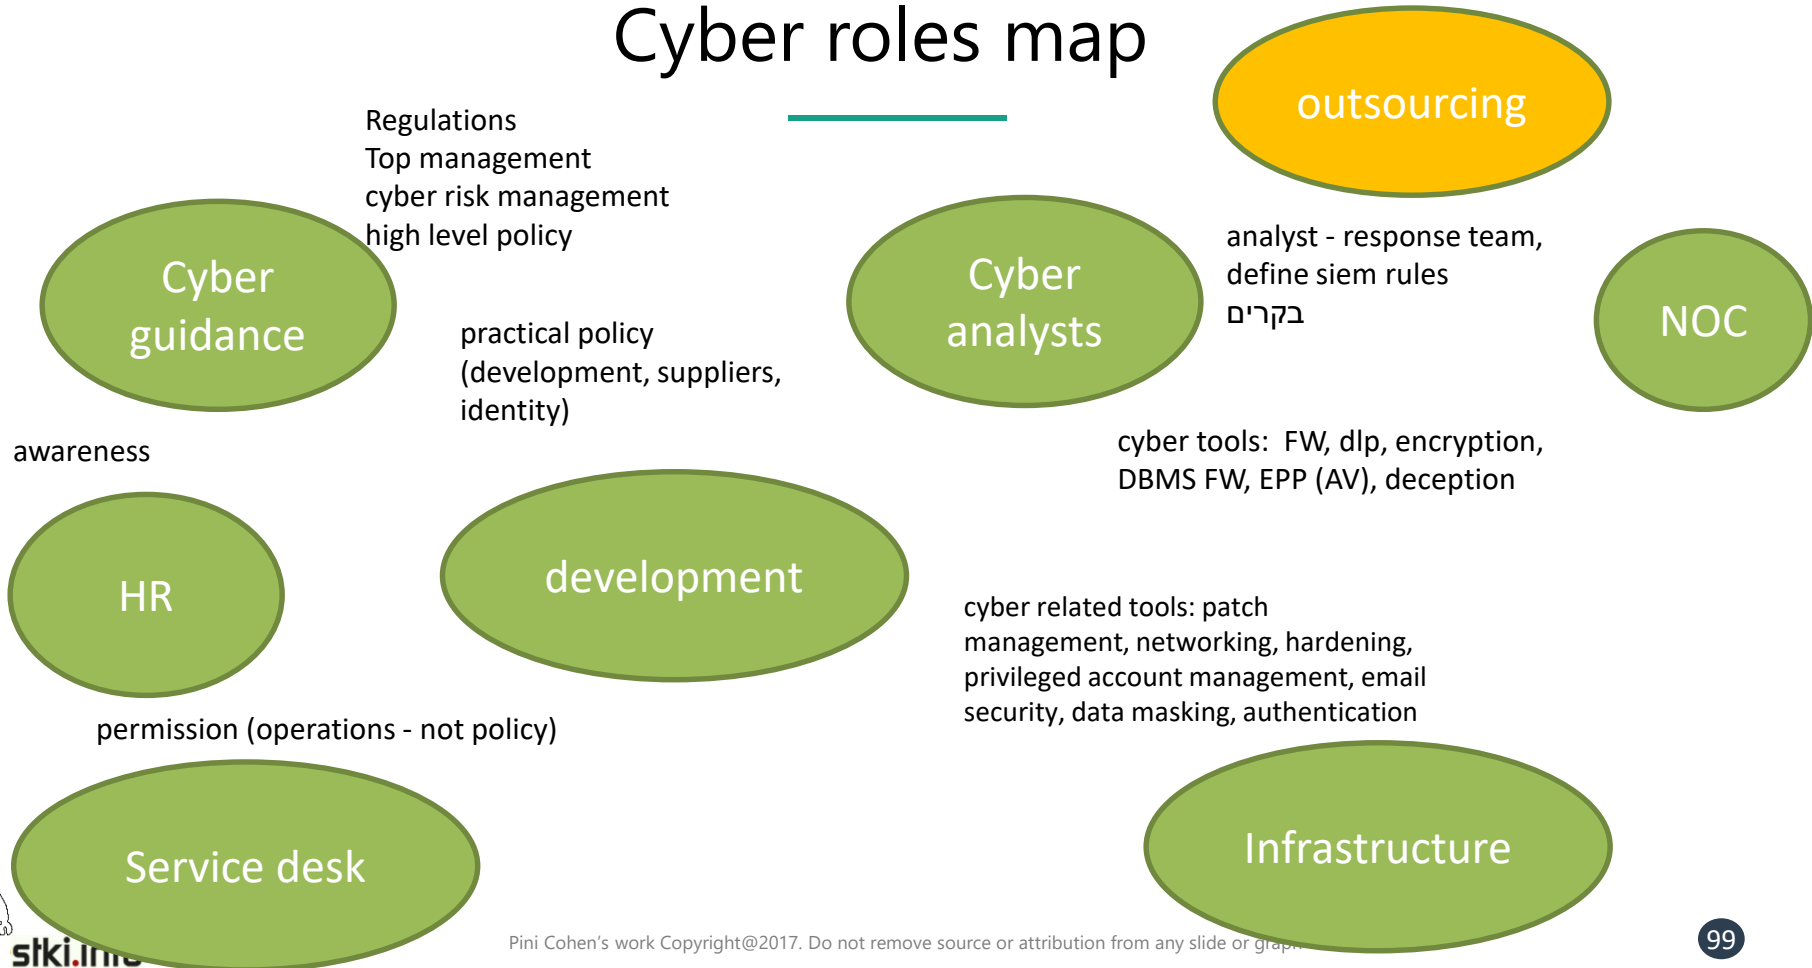 Cyber roles map
outsourcing
Regulations
Top management
cyber risk management
high level policy
Cyber
guidance
Cyber
analysts
analyst - response team,
define siem rules
בקרים
NOC
practical policy
(development, suppliers,
identity)
awareness
cyber tools:  FW, dlp, encryption,
DBMS FW, EPP (AV), deception
HR
development
cyber related tools: patch
management, networking, hardening,
privileged account management, email
security, data masking, authentication
permission (operations - not policy)
Service desk
Infrastructure
Pini Cohen's work Copyright@2017. Do not remove source or attribution from any slide or
99